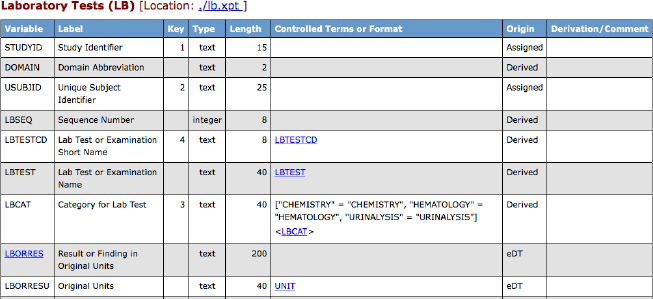 Laboratory Tests (LB) [Location: ./lb.xpt ]
Variable Label Key Type Length Controlled Terms or Format Origin Derivation/Comment
STUDYID Study Identifier 1 text 15 Assigned
DOMAIN Domain Abbreviation text 2 Derived
USUBJID Unique Subject Identifier 2 text 25 Assigned
LBSEQ Sequence Number integer 8 Derived
LBTESTCD Lab Test or Examination Short Name 4 text 8 LBTESTCD Derived
LBTEST Lab Test or Examination Name text 40 LBTEST Derived
LBCAT Category for Lab Test 3 text 40 ["CHEMISTRY" = "CHEMISTRY", "HEMATOLOGY" = "HEMATOLOGY", "URINALYSIS" = "URINALYSIS"] <LBCAT> Derived
LBORRES Result or Finding in Original Units text 200 eDT
LBORRESU Original Units text 40 UNIT eDT